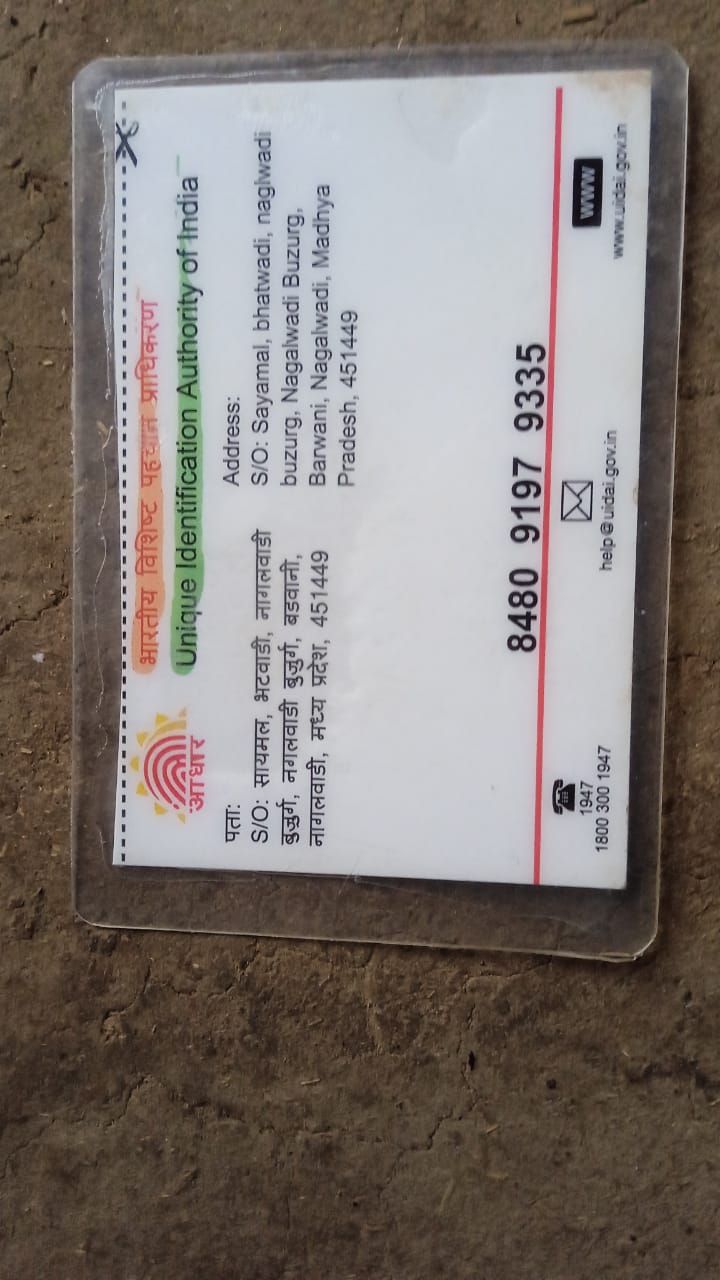 भारतीय विशिष्ट पहचान प्राधिकरण
Unique Identification Authority of India
आधार
पता:
S/O: सायमल, भटवाडी, नागलवाडी
बुजुर्ग, नगलवाडी बुज़ुर्ग, बडवानी,
नागलवाडी, मध्य प्रदेश, 451449
Address:
S/O: Sayamal, bhatwadi, naglwadi
buzurg, Nagalwadi Buzurg,
Barwani, Nagalwadi, Madhya
Pradesh, 451449
8480 9197 9335
1947
1800 300 1947
help@uidai.gov.in
www
www.uidai.gov.in